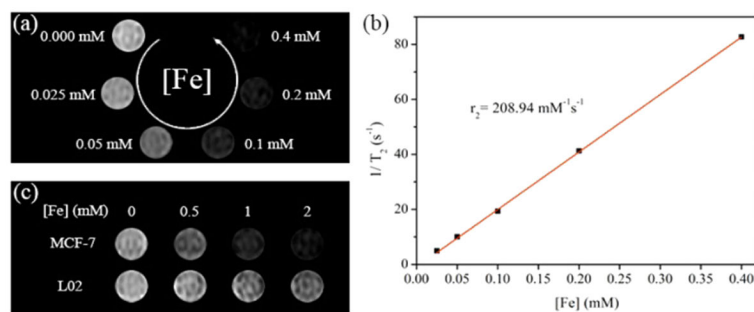 (a)
0.000 mM
0.4 mM
0.025 mM
[Fe]
0.2 mM
0.05 mM
0.1 mM
(c)
[Fe] (mM) 0 0.5 1 2
MCF-7
L02
(b)
80
60
40
20
0
1/ T₂ (s⁻¹)
r₂= 208.94 mM⁻¹s⁻¹
0.00 0.05 0.10 0.15 0.20 0.25 0.30 0.35 0.40
[Fe] (mM)